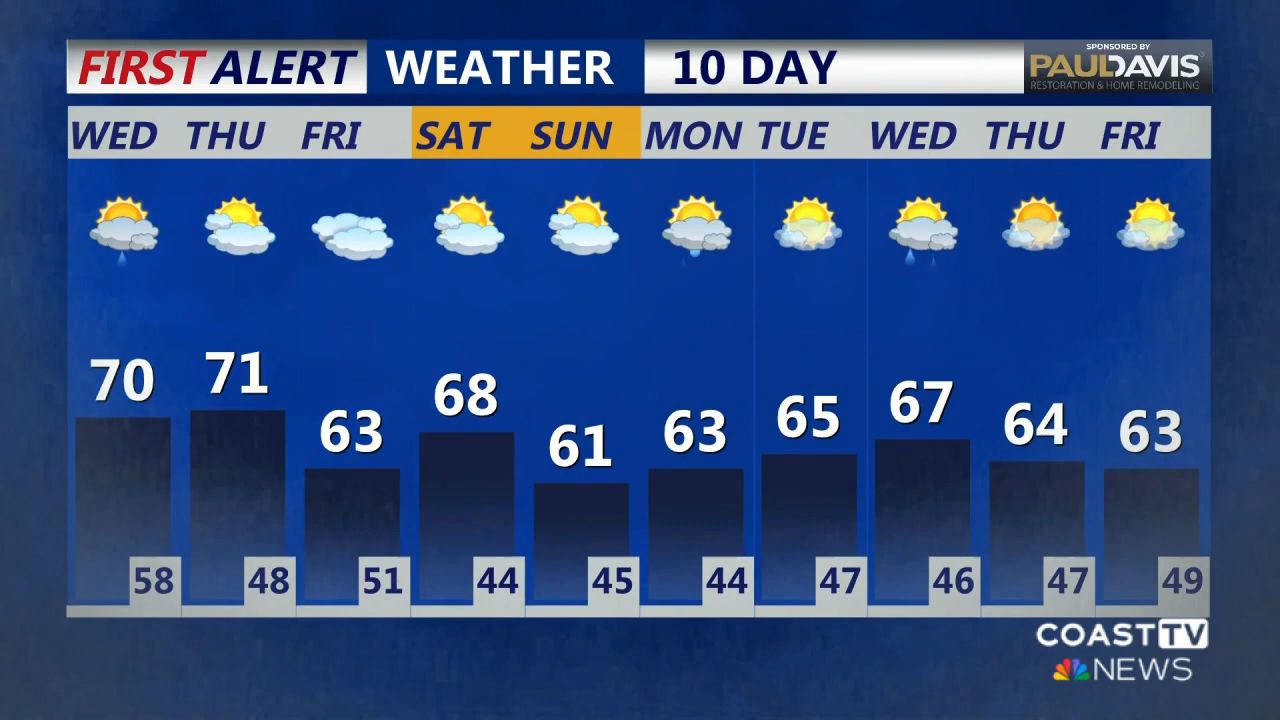 FIRST ALERT WEATHER 10 DAY
SPONSORED BY
PAUL DAVIS
RESTORATION & HOME REMODELING
WED THU FRI SAT SUN MON TUE WED THU FRI
70 71 63 68 61 63 65 67 64 63
58 48 51 44 45 44 47 46 47 49
COAST TV
NEWS